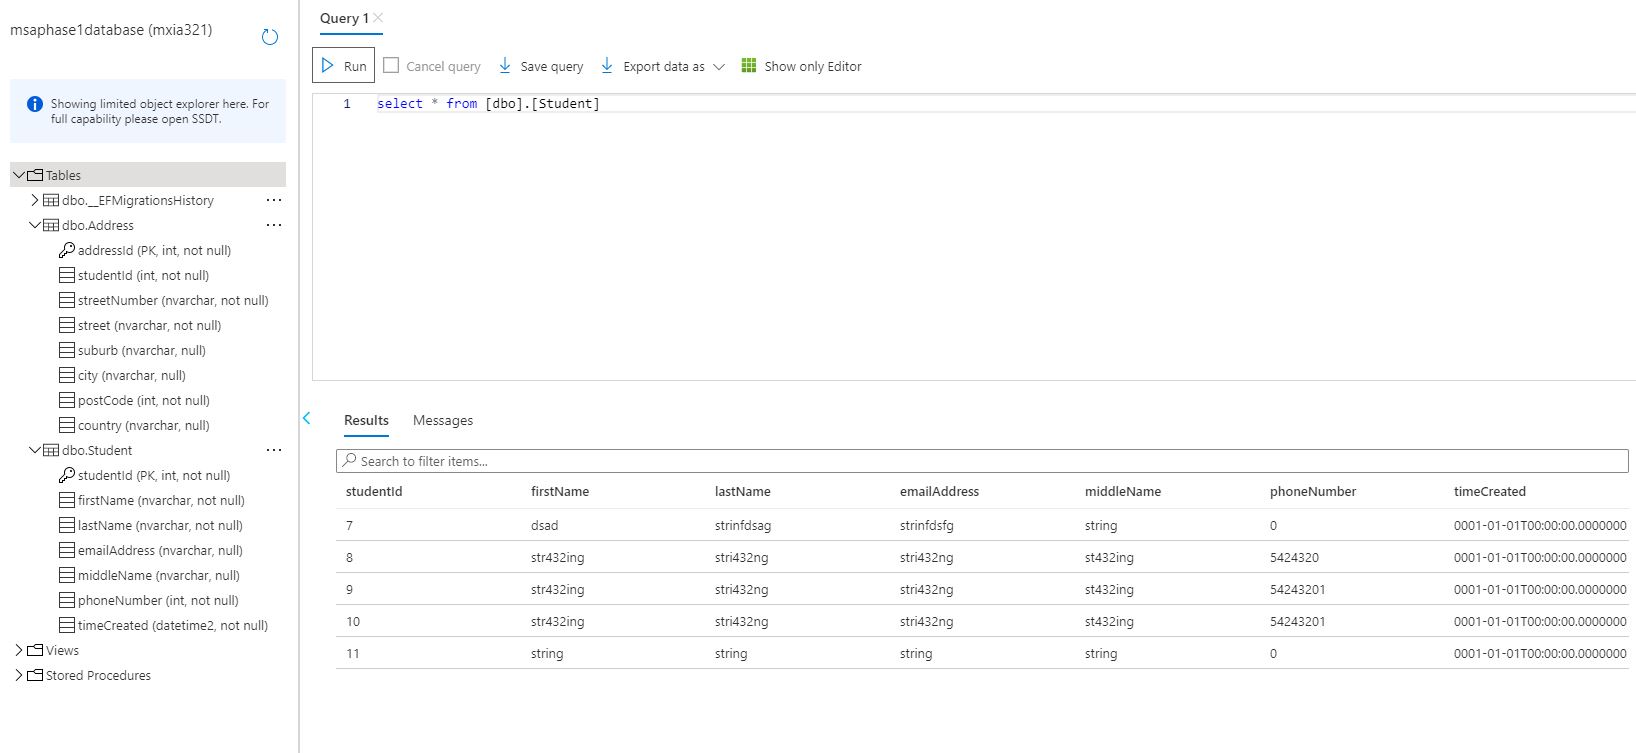 msaphase1database (mxia321)
Showing limited object explorer here. For
full capability please open SSDT.
Tables
dbo.__EFMigrationsHistory
dbo.Address
addressId (PK, int, not null)
studentId (int, not null)
streetNumber (nvarchar, not null)
street (nvarchar, not null)
suburb (nvarchar, null)
city (nvarchar, null)
postCode (int, not null)
country (nvarchar, null)
dbo.Student
studentId (PK, int, not null)
firstName (nvarchar, not null)
lastName (nvarchar, not null)
emailAddress (nvarchar, null)
middleName (nvarchar, null)
phoneNumber (int, not null)
timeCreated (datetime2, not null)
Views
Stored Procedures
Query 1
Run Cancel query Save query Export data as Show only Editor
1 select * from [dbo].[Student]
Results Messages
Search to filter items...
studentId firstName lastName emailAddress middleName phoneNumber timeCreated
7 dsad strinfdsag strinfdsfg string 0 0001-01-01T00:00:00.0000000
8 str432ing stri432ng stri432ng st432ing 5424320 0001-01-01T00:00:00.0000000
9 str432ing stri432ng stri432ng st432ing 54243201 0001-01-01T00:00:00.0000000
10 str432ing stri432ng stri432ng st432ing 54243201 0001-01-01T00:00:00.0000000
11 string string string string 0 0001-01-01T00:00:00.0000000